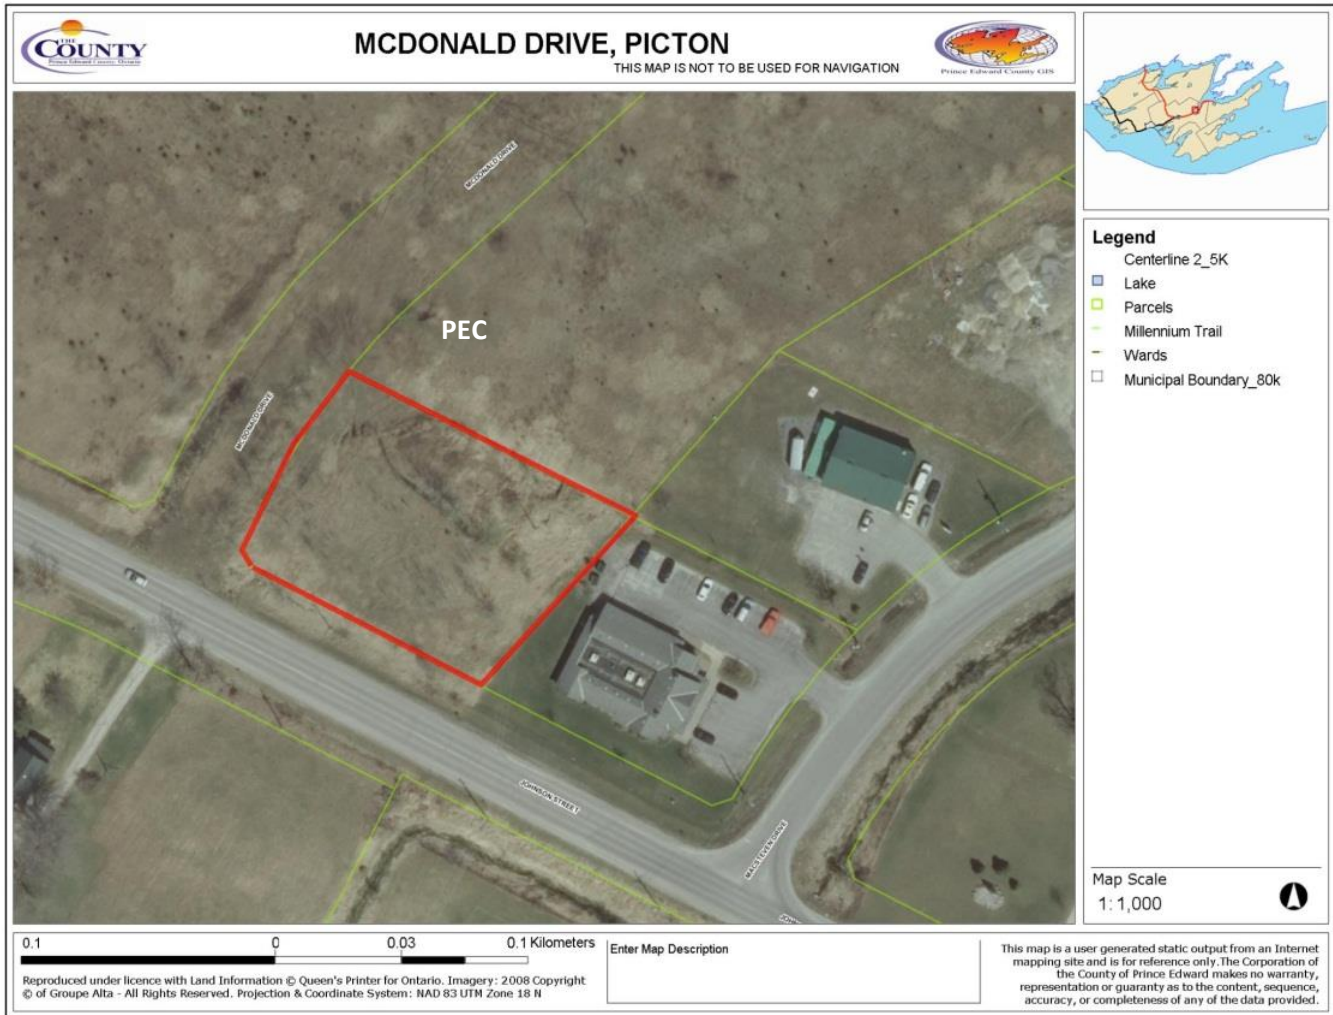 THE
COUNTY
Prince Edward County, Ontario
MCDONALD DRIVE, PICTON
THIS MAP IS NOT TO BE USED FOR NAVIGATION
Prince Edward County GIS
MCDONALD DRIVE
PEC
MCDONALD DRIVE
JOHNSON STREET
MACSTEVEN DRIVE
Legend
Centerline 2_5K
Lake
Parcels
Millennium Trail
Wards
Municipal Boundary_80k
Map Scale
1: 1,000
0.1 0 0.03 0.1 Kilometers
Reproduced under licence with Land Information © Queen's Printer for Ontario. Imagery: 2008 Copyright
© of Groupe Alta - All Rights Reserved. Projection & Coordinate System: NAD 83 UTM Zone 18 N
Enter Map Description
This map is a user generated static output from an Internet
mapping site and is for reference only.The Corporation of
the County of Prince Edward makes no warranty,
representation or guaranty as to the content, sequence,
accuracy, or completeness of any of the data provided.